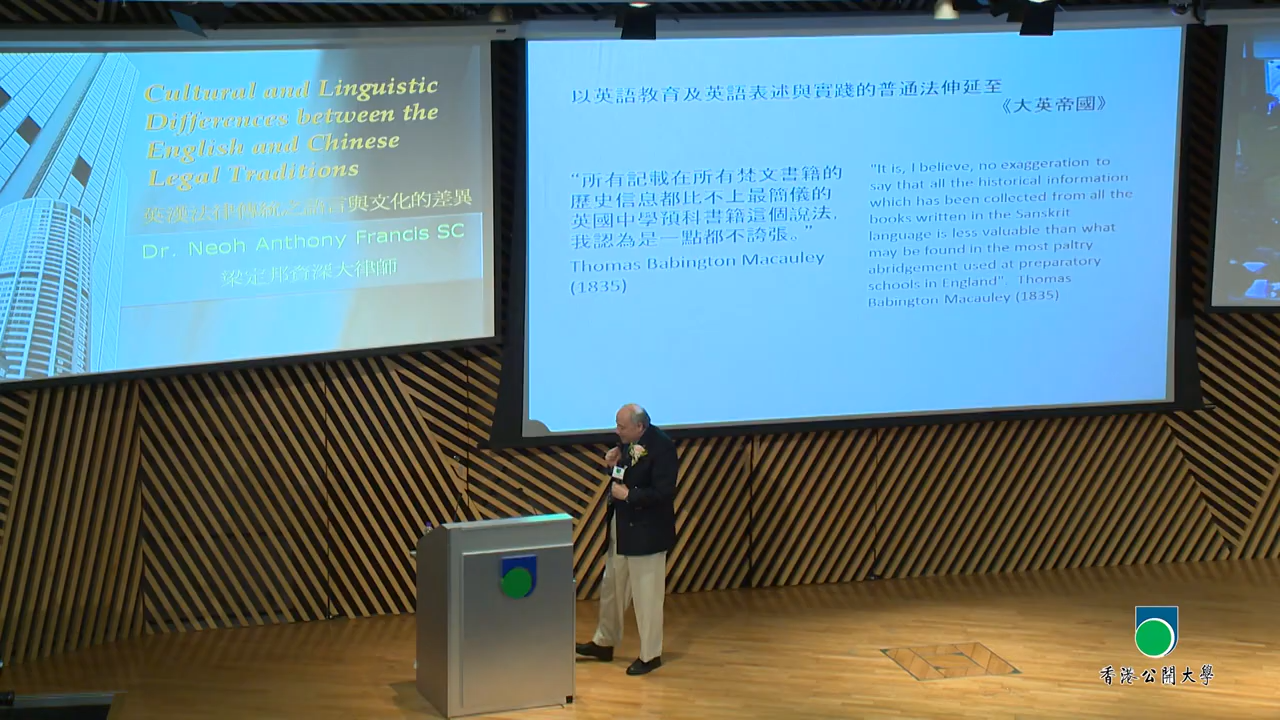 Cultural and Linguistic
Differences between the
English and Chinese
Legal Traditions
英漢法律傳統之語言與文化的差異
Dr. Neoh Anthony Francis SC
梁定邦資深大律師
以英語教育及英語表述與實踐的普通法伸延至
《大英帝國》
“所有記載在所有梵文書籍的
歷史信息都比不上最簡儀的
英國中學預科書籍這個說法,
我認為是一點都不誇張。”
Thomas Babington Macauley
(1835)
"It is, I believe, no exaggeration to
say that all the historical information
which has been collected from all the
books written in the Sanskrit
language is less valuable than what
may be found in the most paltry
abridgement used at preparatory
schools in England". Thomas
Babington Macauley (1835)
香港公開大學